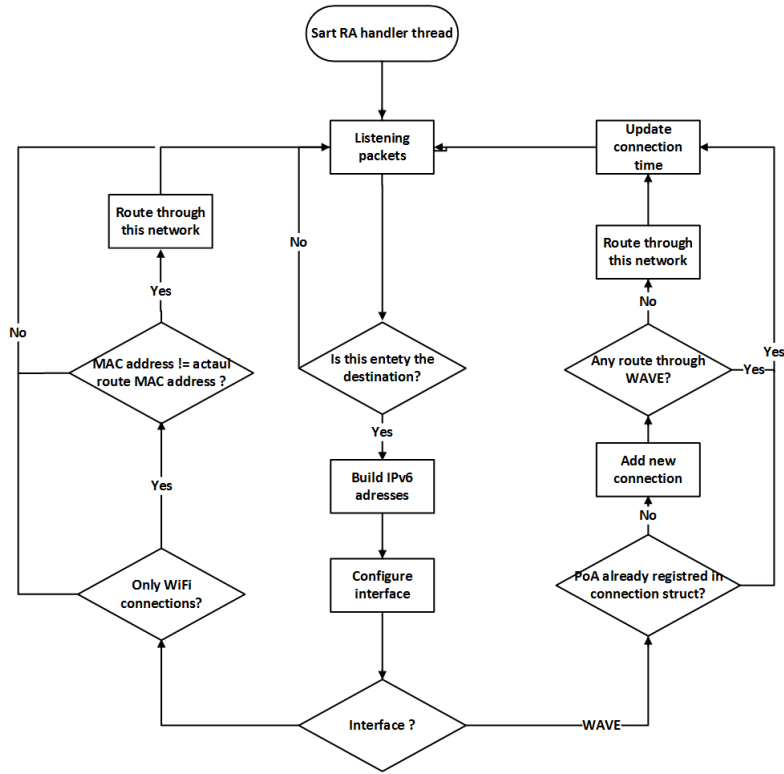 Sart RA handler thread
Listening
packets
Update
connection
time
Route through
this network
No
Route through
this network
Yes
No
No
MAC address != actaul
route MAC address ?
Is this entety the
destination?
Any route through
WAVE?
Yes
Yes
Yes
Build IPv6
adresses
Add new
connection
Yes
No
Only WiFi
connections?
Configure
interface
PoA already registred in
connection struct?
Interface ?
WAVE